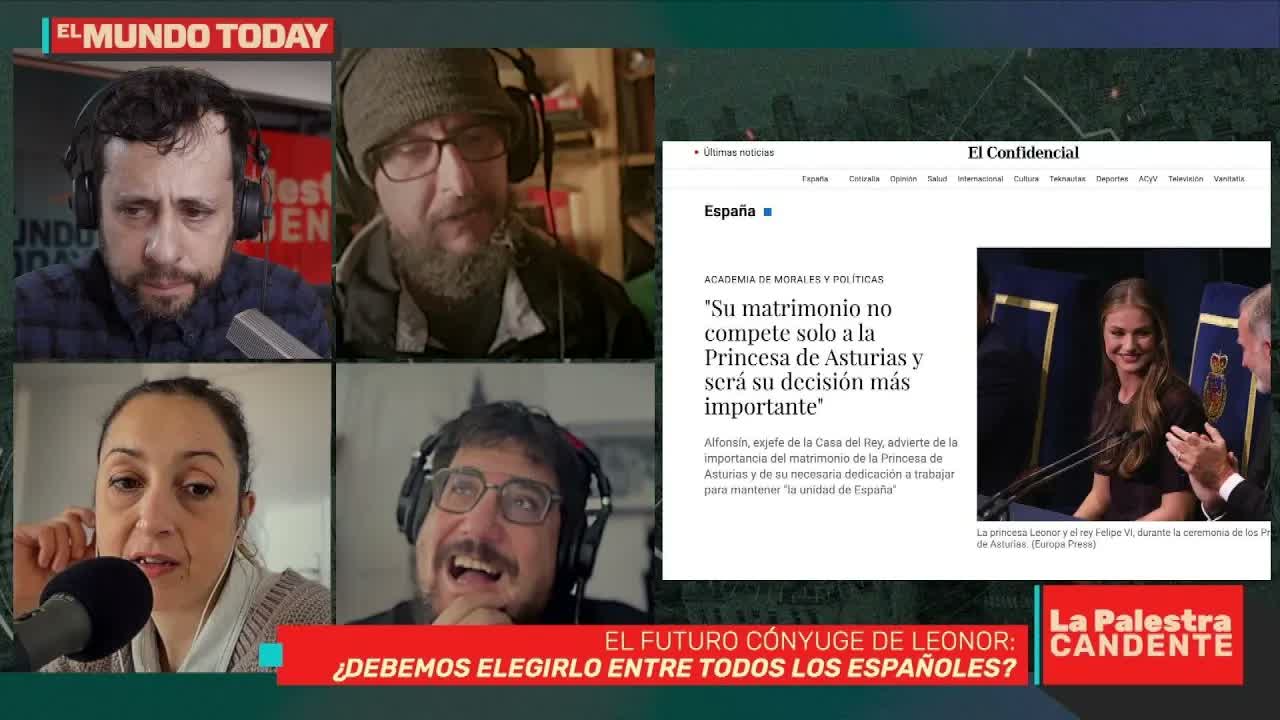 EL MUNDO TODAY
UNDO
TODAY
lestra
DEN
• Últimas noticias
El Confidencial
España Cotizalia Opinión Salud Internacional Cultura Teknautas Deportes ACyV Televisión Vanitatis
España
ACADEMIA DE MORALES Y POLÍTICAS
"Su matrimonio no
compete solo a la
Princesa de Asturias y
será su decisión más
importante"
Alfonsín, exjefe de la Casa del Rey, advierte de la
importancia del matrimonio de la Princesa de
Asturias y de su necesaria dedicación a trabajar
para mantener "la unidad de España"
La princesa Leonor y el rey Felipe VI, durante la ceremonia de los Pr
de Asturias. (Europa Press)
EL FUTURO CÓNYUGE DE LEONOR:
¿DEBEMOS ELEGIRLO ENTRE TODOS LOS ESPAÑOLES?
La Palestra
CANDENTE